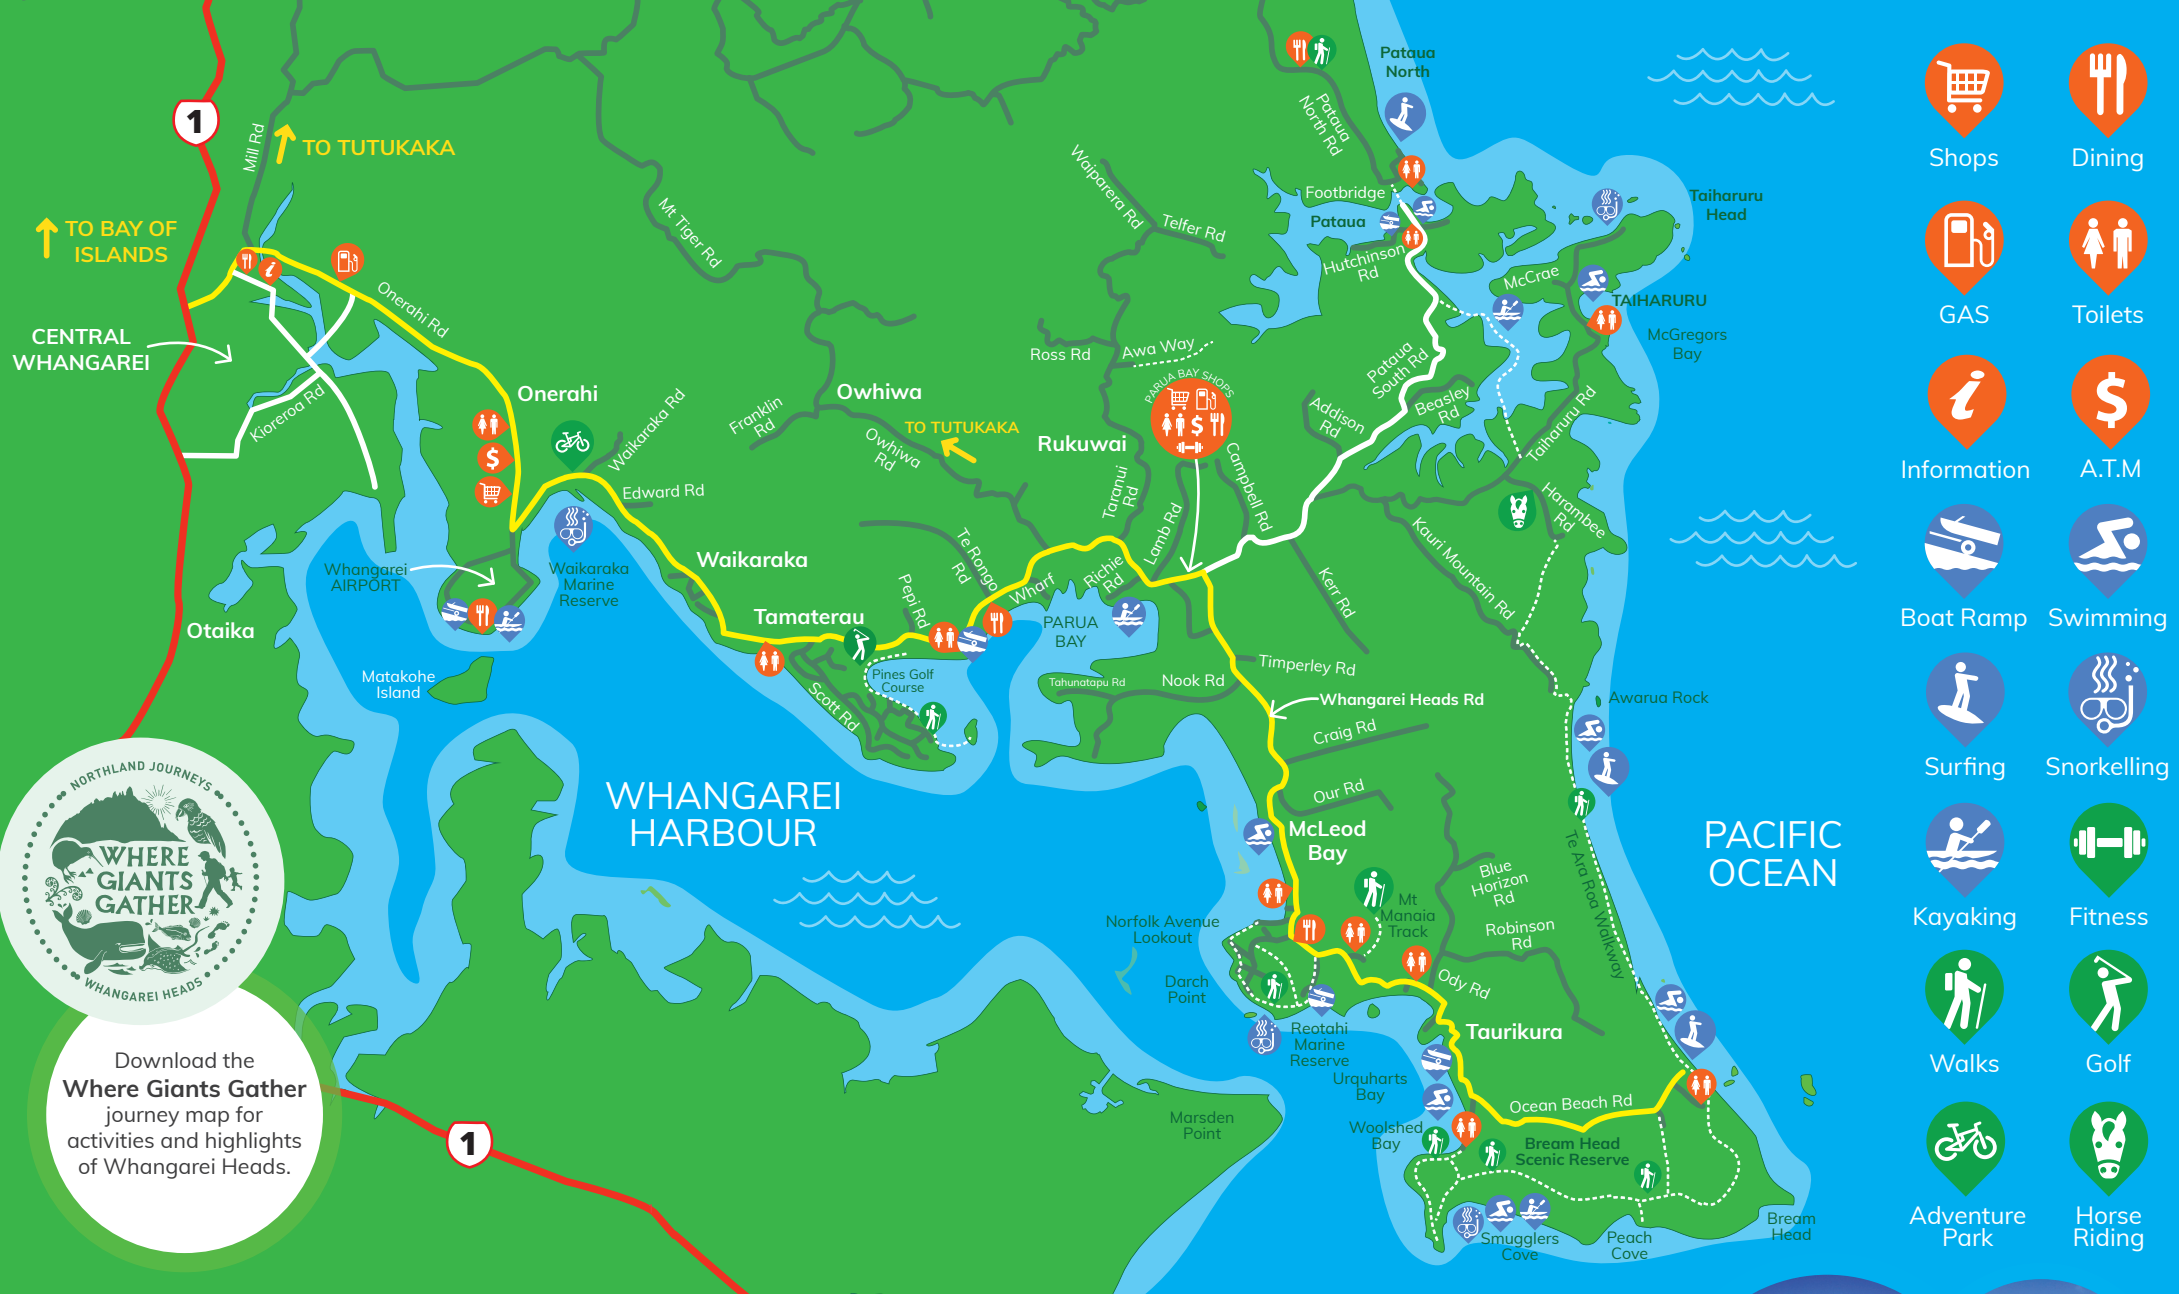 1
Mill Rd
TO TUTUKAKA
TO BAY OF
ISLANDS
CENTRAL
WHANGAREI
Onerahi Rd
Kioreroa Rd
Onerahi
Waikaraka Rd
Edward Rd
Mt Tiger Rd
Franklin
Rd
Owhiwa
Owhiwa
Rd
TO TUTUKAKA
Waiparera Rd
Telfer Rd
Ross Rd
Awa Way
Rukuwai
PARUA BAY SHOPS
Taranui
Rd
Lamb Rd
Campbell Rd
Addison
Rd
Beasley
Rd
Pataua
South Rd
Pataua
North
Pataua
North Rd
Footbridge
Pataua
Hutchinson
Rd
McCrae
Taiharuru
Head
TAIHARURU
McGregors
Bay
Taiharuru Rd
Harambee
Rd
Kauri Mountain Rd
Kerr Rd
Whangarei
AIRPORT
Waikaraka
Marine
Reserve
Waikaraka
Tamaterau
Te Rongo
Rd
Pepi Rd
Wharf
Richie
Rd
PARUA
BAY
Pines Golf
Course
Scott Rd
Otaika
Matakohe
Island
Tahunatapu Rd
Nook Rd
Timperley Rd
Whangarei Heads Rd
Craig Rd
Our Rd
Awarua Rock
WHANGAREI
HARBOUR
PACIFIC
OCEAN
McLeod
Bay
Mt
Manaia
Track
Blue
Horizon
Rd
Robinson
Rd
Te Ara Roa Walkway
Norfolk Avenue
Lookout
Darch
Point
Reotahi
Marine
Reserve
Ody Rd
Taurikura
Urquharts
Bay
Woolshed
Bay
Ocean Beach Rd
Bream Head
Scenic Reserve
Marsden
Point
Smugglers
Cove
Peach
Cove
Bream
Head
1
NORTHLAND JOURNEYS
WHERE
GIANTS
GATHER
WHANGAREI HEADS
Download the
Where Giants Gather
journey map for
activities and highlights
of Whangarei Heads.
Shops
Dining
GAS
Toilets
Information
A.T.M
Boat Ramp
Swimming
Surfing
Snorkelling
Kayaking
Fitness
Walks
Golf
Adventure
Park
Horse
Riding